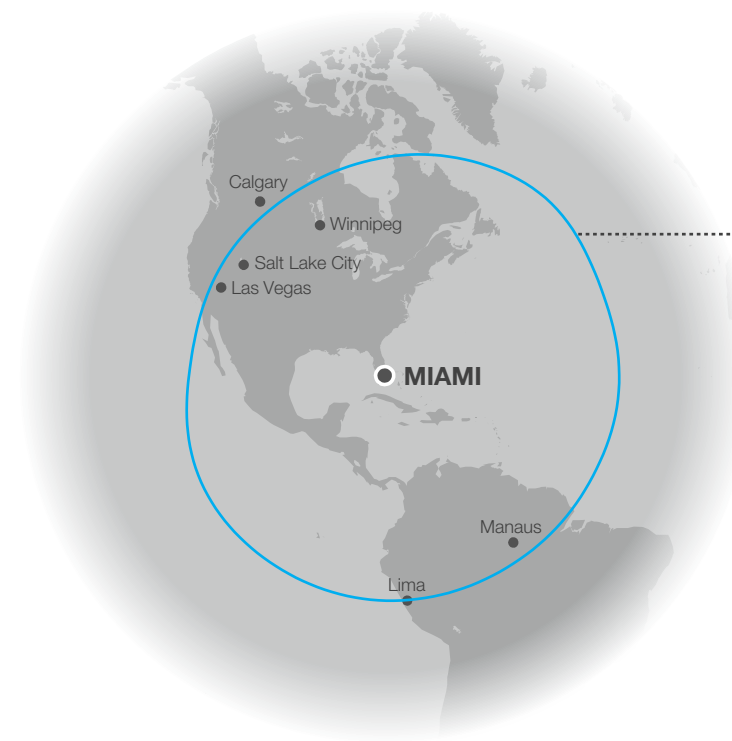 Calgary
Winnipeg
Salt Lake City
Las Vegas
MIAMI
Manaus
Lima